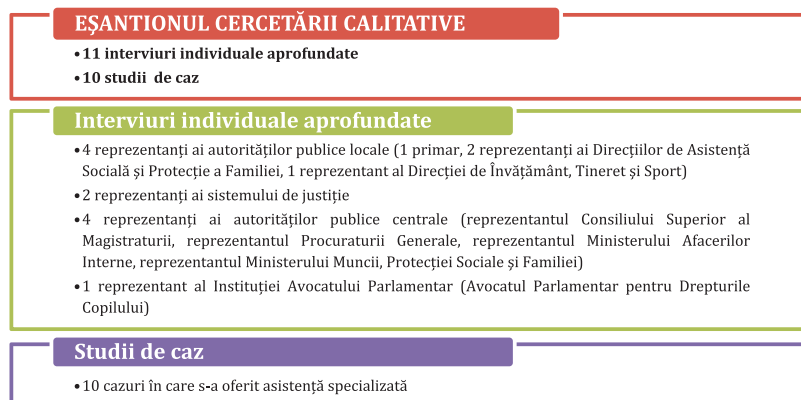 EŞANTIONUL CERCETĂRII CALITATIVE
•11 interviuri individuale aprofundate
•10 studii de caz
Interviuri individuale aprofundate
•4 reprezentanți ai autorităților publice locale (1 primar, 2 reprezentanți ai Direcțiilor de Asistență
Socială și Protecție a Familiei, 1 reprezentant al Direcției de Învățământ, Tineret și Sport)
•2 reprezentanți ai sistemului de justiție
•4 reprezentanți ai autorităților publice centrale (reprezentantul Consiliului Superior al
Magistraturii, reprezentantul Procuraturii Generale, reprezentantul Ministerului Afacerilor
Interne, reprezentantul Ministerului Muncii, Protecției Sociale și Familiei)
•1 reprezentant al Instituției Avocatului Parlamentar (Avocatul Parlamentar pentru Drepturile
Copilului)
Studii de caz
•10 cazuri în care s-a oferit asistență specializată